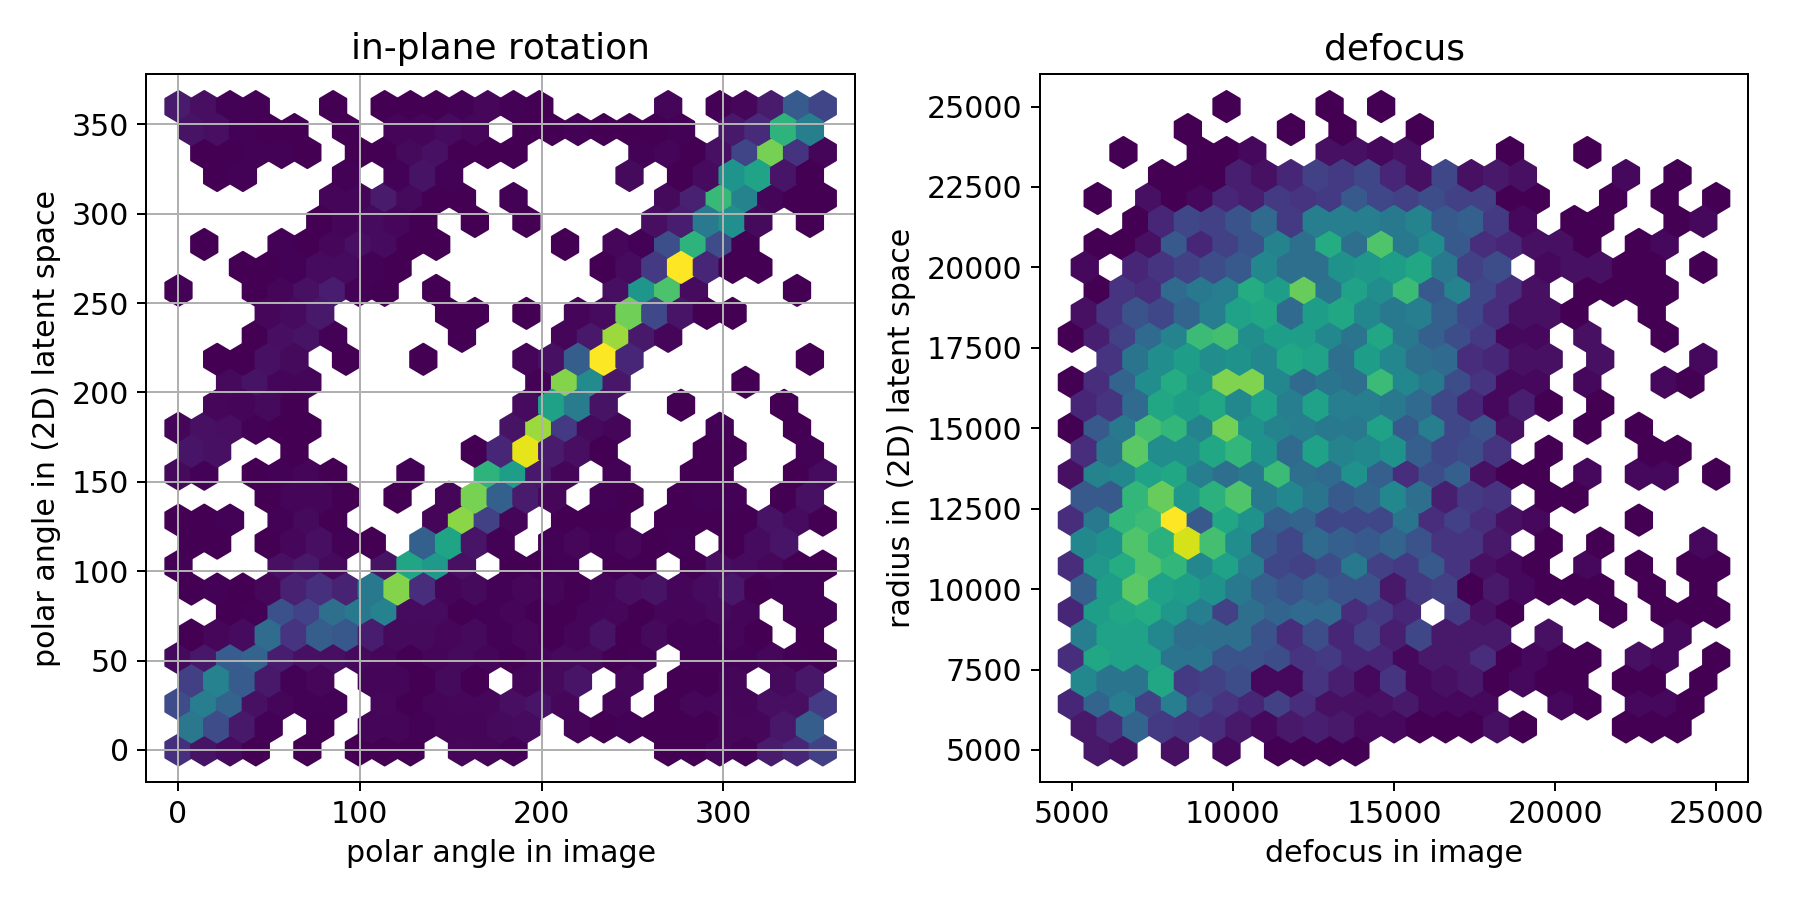 in-plane rotation
polar angle in (2D) latent space
350
300
250
200
150
100
50
0
0 100 200 300
polar angle in image
defocus
radius in (2D) latent space
25000
22500
20000
17500
15000
12500
10000
7500
5000
5000 10000 15000 20000 25000
defocus in image